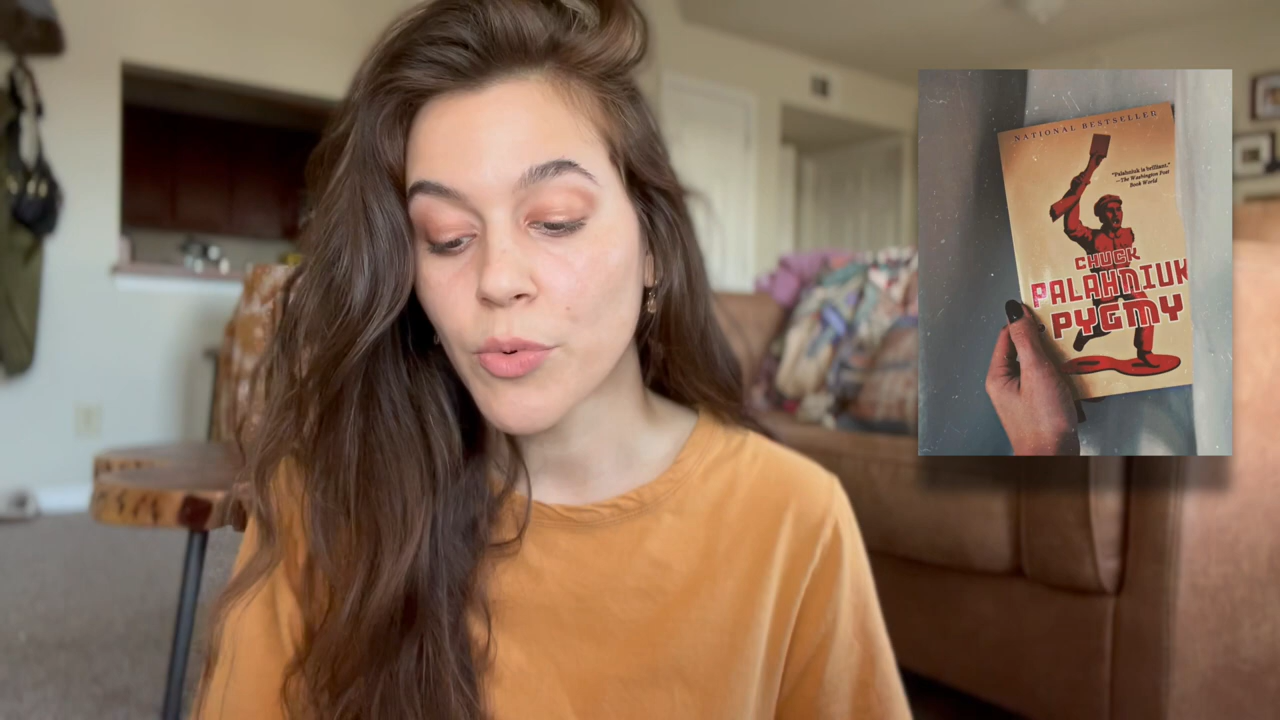 NATIONAL BESTSELLER
"Palahniuk is brilliant."
—The Washington Post
Book World
CHUCK
PALAHNIUK
PYGMY